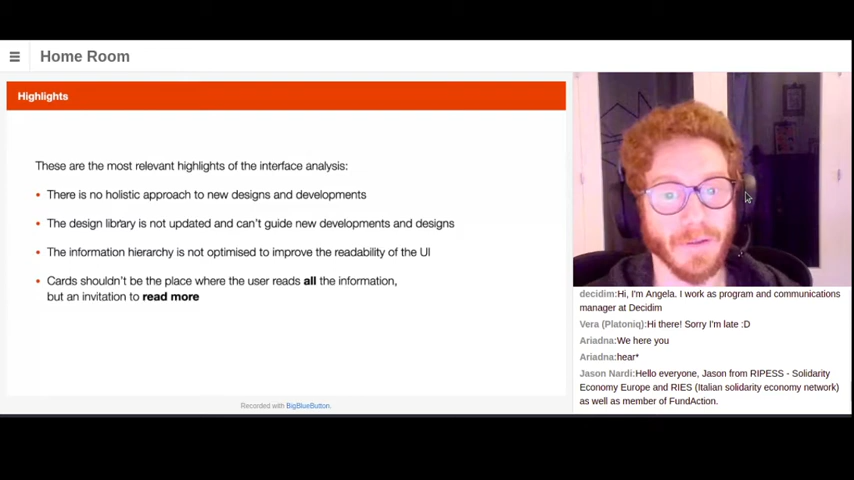 Home Room
Highlights
These are the most relevant highlights of the interface analysis:
• There is no holistic approach to new designs and developments
• The design library is not updated and can't guide new developments and designs
• The information hierarchy is not optimised to improve the readability of the UI
• Cards shouldn't be the place where the user reads all the information,
but an invitation to read more
Recorded with BigBlueButton.
decidim:Hi, I'm Angela. I work as program and communications
manager at Decidim
Vera (Platoniq):Hi there! Sorry I'm late :D
Ariadna:We here you
Ariadna:hear*
Jason Nardi:Hello everyone, Jason from RIPESS - Solidarity
Economy Europe and RIES (Italian solidarity economy network)
as well as member of FundAction.